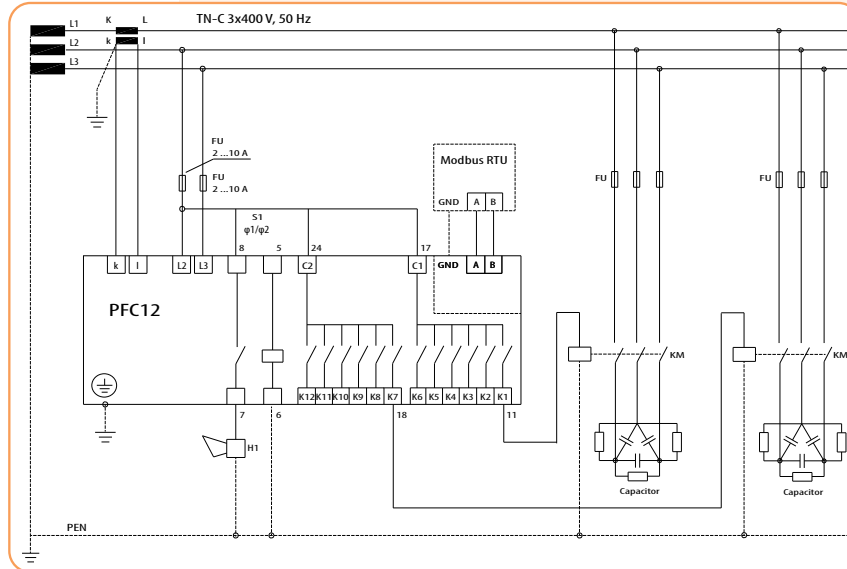 TN-C 3x400 V, 50 Hz
L1
K
L
L2
k
l
L3
FU
2 ...10 A
FU
2 ...10 A
Modbus RTU
GND
A
B
FU
FU
S1
φ1/φ2
8
5
24
17
k
l
L2
L3
C2
C1
GND
A
B
PFC12
KM
KM
K12
K11
K10
K9
K8
K7
K6
K5
K4
K3
K2
K1
7
6
18
11
H1
Capacitor
Capacitor
PEN